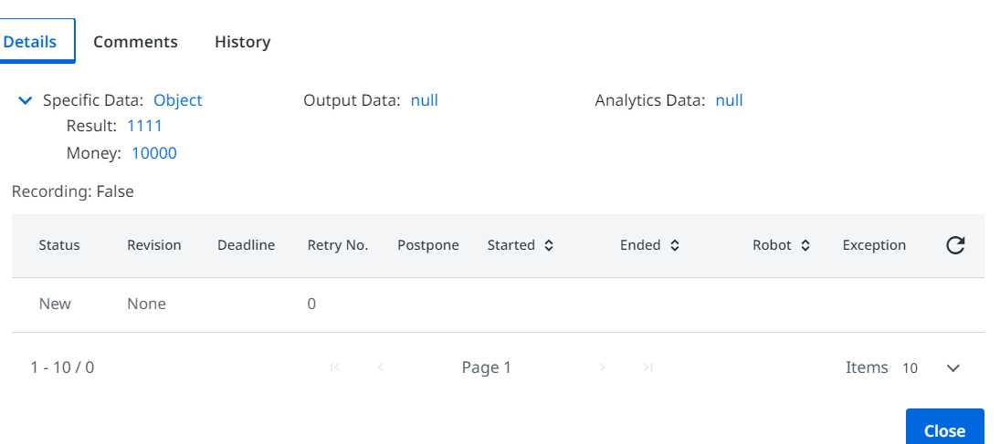 Details Comments History
Specific Data: Object Output Data: null Analytics Data: null
Result: 1111
Money: 10000
Recording: False
Status Revision Deadline Retry No. Postpone Started Ended Robot Exception
New None 0
1 - 10 / 0 Page 1 Items 10
Close